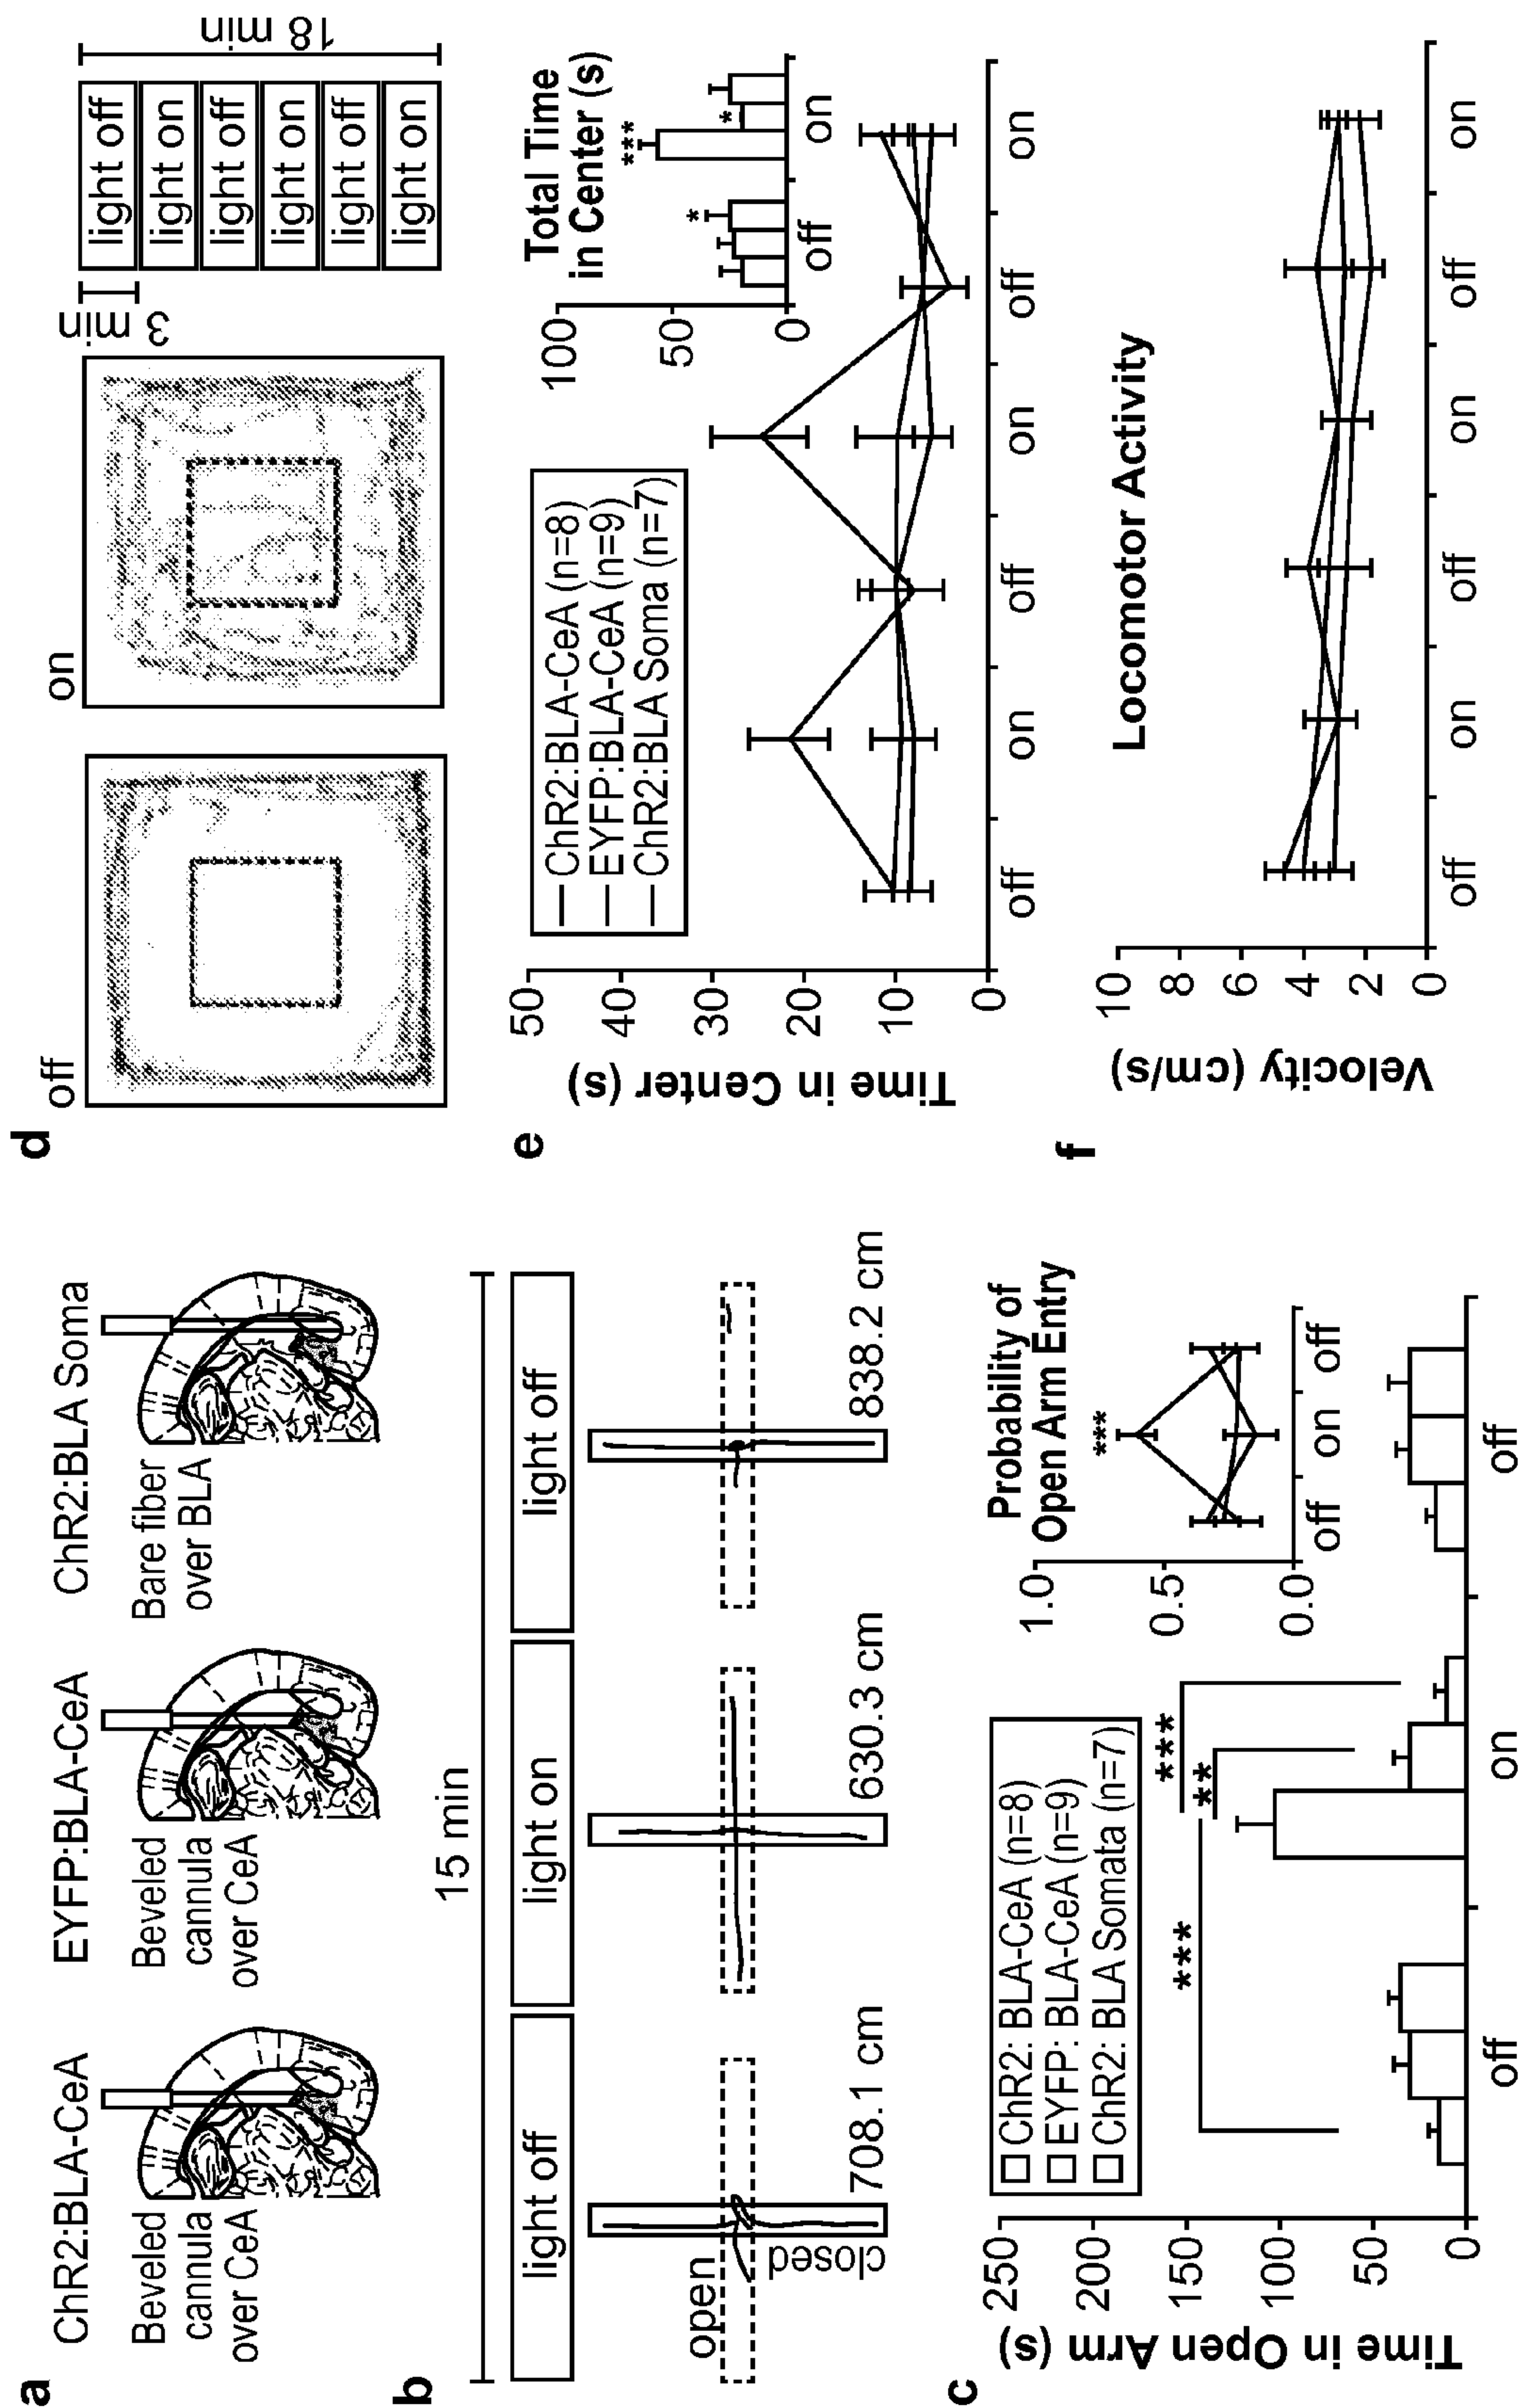 a
ChR2:BLA-CeA
EYFP:BLA-CeA
ChR2:BLA Soma
Beveled
cannula
over CeA
Beveled
cannula
over CeA
Bare fiber
over BLA
b
15 min
light off
light on
light off
open
closed
708.1 cm
630.3 cm
838.2 cm
c
Time in Open Arm (s)
250
200
150
100
50
0
ChR2: BLA-CeA (n=8)
EYFP: BLA-CeA (n=9)
ChR2: BLA Somata (n=7)
***
***
**
off
on
off
Probability of
Open Arm Entry
1.0
0.5
0.0
***
off
on
off
d
off
on
3 min
light off
light on
light off
light on
light off
light on
18 min
e
Time in Center (s)
50
40
30
20
10
0
ChR2:BLA-CeA (n=8)
EYFP:BLA-CeA (n=9)
ChR2:BLA Soma (n=7)
off
on
off
on
off
on
Total Time
in Center (s)
100
50
0
*
***
*
off
on
f
Locomotor Activity
Velocity (cm/s)
10
8
6
4
2
0
off
on
off
on
off
on